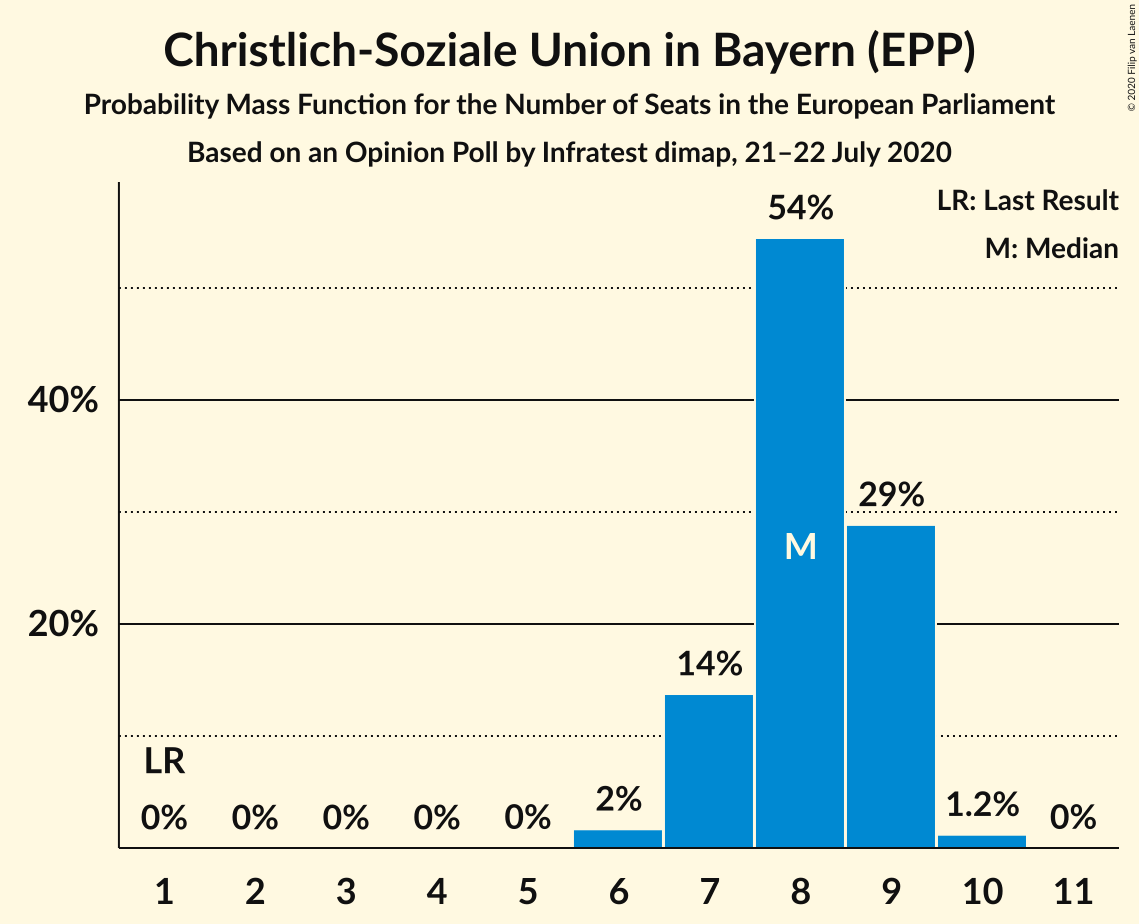 Christlich-Soziale Union in Bayern (EPP)
Probability Mass Function for the Number of Seats in the European Parliament
Based on an Opinion Poll by Infratest dimap, 21–22 July 2020
© 2020 Filip van Laenen
LR: Last Result
M: Median
54%
40%
29%
M
20%
14%
LR
0% 0% 0% 0% 0% 2% 1.2% 0%
1 2 3 4 5 6 7 8 9 10 11